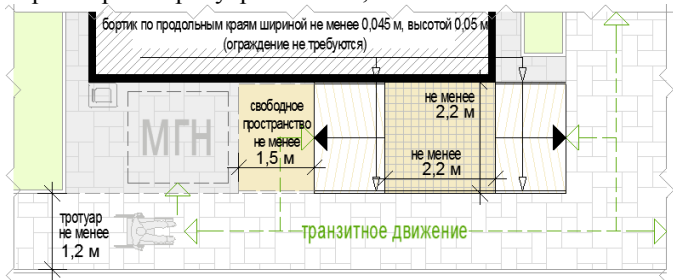 бортик по продольным краям шириной не менее 0,045 м, высотой 0,05 м
(ограждение не требуются)
свободное
пространство
не менее
1,5 м
не менее
2,2 м
не менее
2,2 м
МГН
тротуар
не менее
1,2 м
транзитное движение